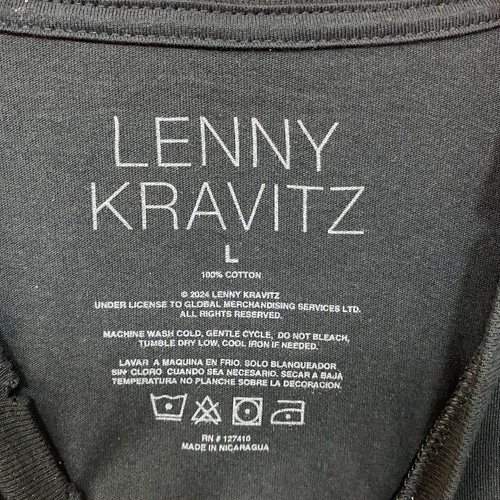 LENNY
KRAVITZ
L
100% COTTON
© 2024 LENNY KRAVITZ
UNDER LICENSE TO GLOBAL MERCHANDISING SERVICES LTD.
ALL RIGHTS RESERVED.
MACHINE WASH COLD, GENTLE CYCLE, DO NOT BLEACH,
TUMBLE DRY LOW, COOL IRON IF NEEDED.
LAVAR A MAQUINA EN FRIO. SOLO BLANQUEADOR
SIN CLORO CUANDO SEA NECESARIO. SECAR A BAJA
TEMPERATURA NO PLANCHE SOBRE LA DECORACION.
RN # 127410
MADE IN NICARAGUA